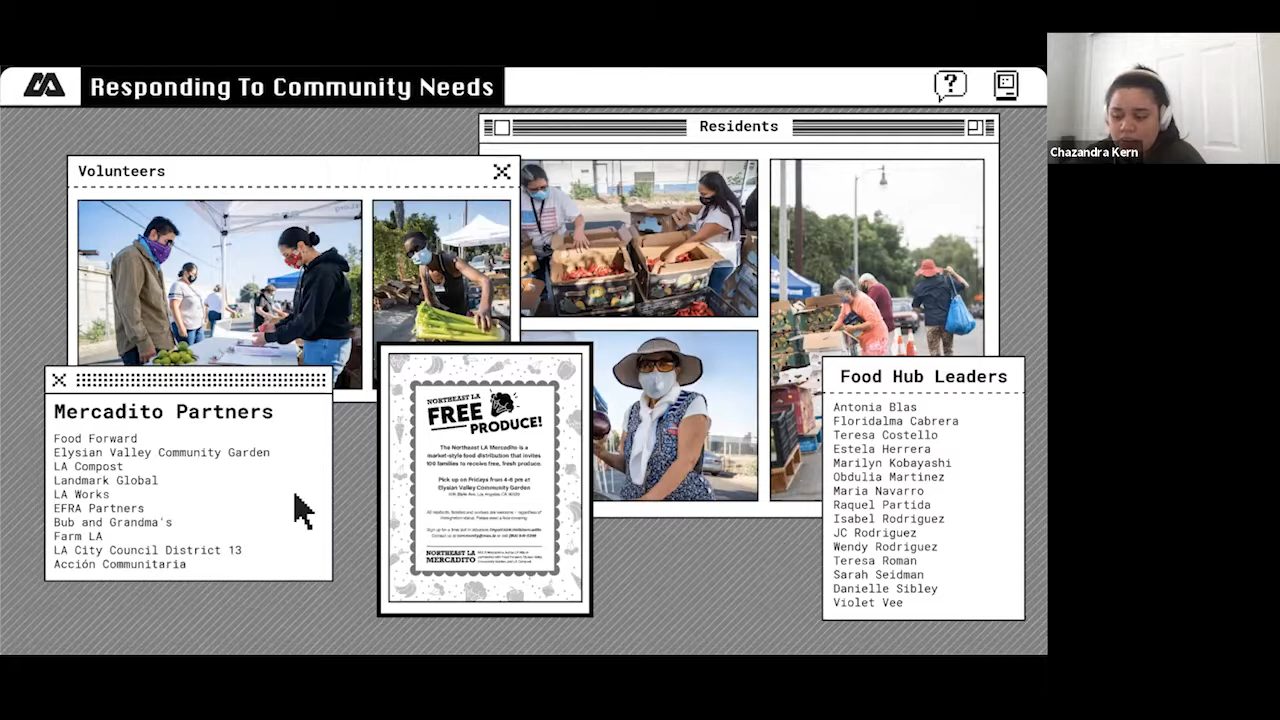 Responding To Community Needs
?
Residents
Volunteers
Mercadito Partners
Food Forward
Elysian Valley Community Garden
LA Compost
Landmark Global
LA Works
EFRA Partners
Bub and Grandma's
Farm LA
LA City Council District 13
Acción Communitaria
NORTHEAST LA
FREE
PRODUCE!
The Northeast LA Mercadito is a
market-style food distribution that invites
100 families to receive free, fresh produce.
Pick up on Fridays from 4-6 pm at
Elysian Valley Community Garden
NORTHEAST LA
MERCADITO
Food Hub Leaders
Antonia Blas
Floridalma Cabrera
Teresa Costello
Estela Herrera
Marilyn Kobayashi
Obdulia Martinez
Maria Navarro
Raquel Partida
Isabel Rodriguez
JC Rodriguez
Wendy Rodriguez
Teresa Roman
Sarah Seidman
Danielle Sibley
Violet Vee
Chazandra Kern